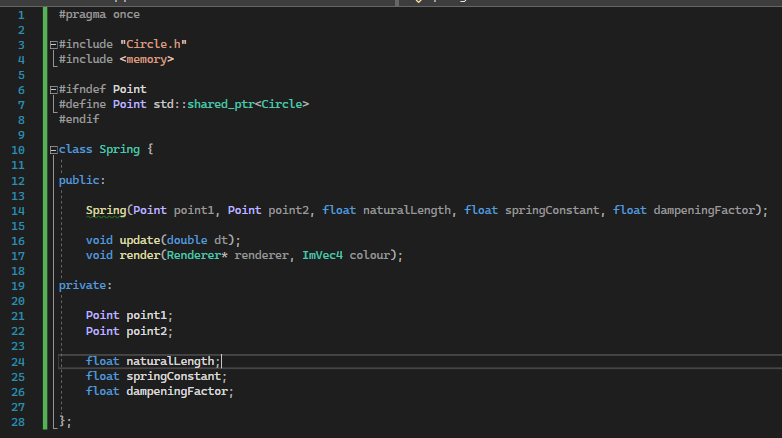 1 #pragma once
2
3 #include "Circle.h"
4 #include <memory>
5
6 #ifndef Point
7 #define Point std::shared_ptr<Circle>
8 #endif
9
10 class Spring {
11
12 public:
13
14 Spring(Point point1, Point point2, float naturalLength, float springConstant, float dampeningFactor);
15
16 void update(double dt);
17 void render(Renderer* renderer, ImVec4 colour);
18
19 private:
20
21 Point point1;
22 Point point2;
23
24 float naturalLength;
25 float springConstant;
26 float dampeningFactor;
27
28 };